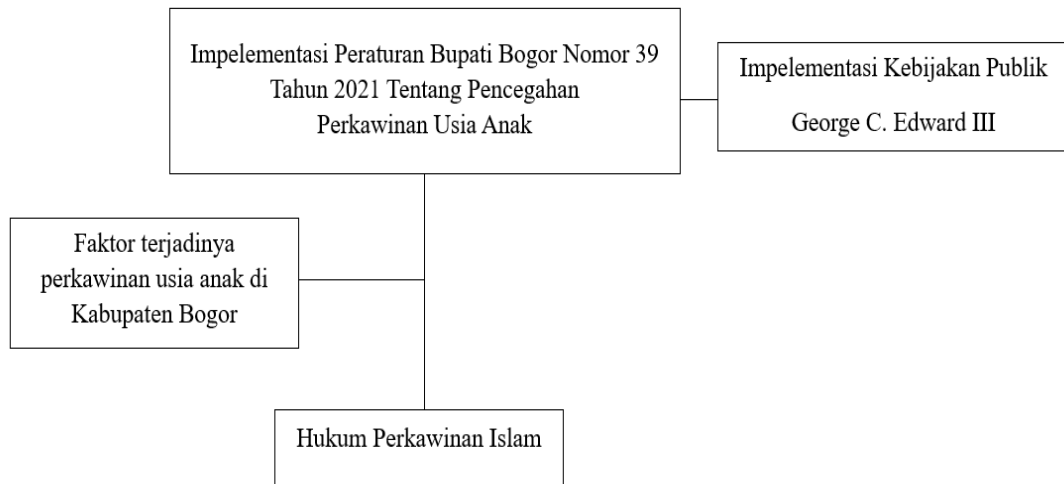 Impelementasi Peraturan Bupati Bogor Nomor 39
Tahun 2021 Tentang Pencegahan
Perkawinan Usia Anak
Impelementasi Kebijakan Publik
George C. Edward III
Faktor terjadinya
perkawinan usia anak di
Kabupaten Bogor
Hukum Perkawinan Islam